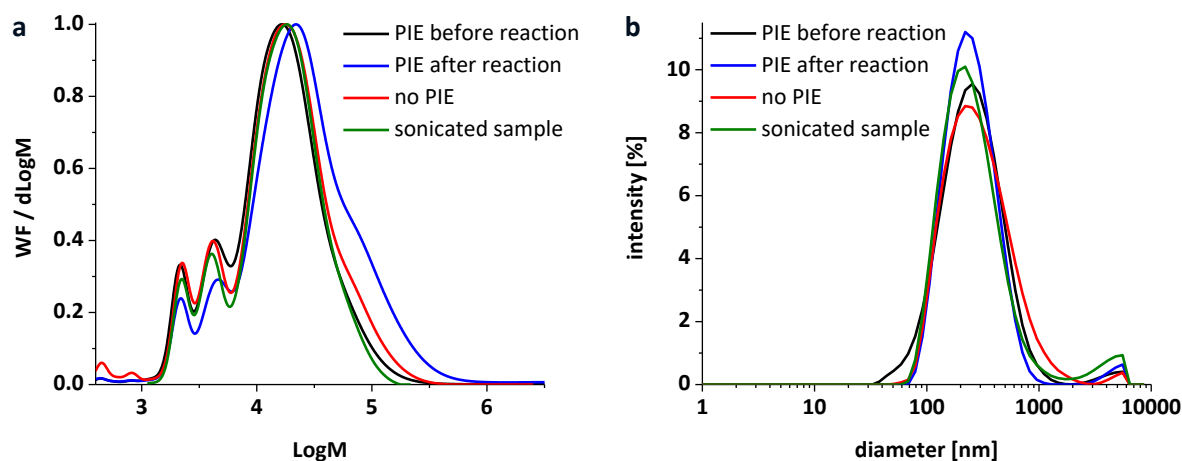 a
WF / dLogM
1.0
0.8
0.6
0.4
0.2
0.0
3
4
5
6
LogM
PIE before reaction
PIE after reaction
no PIE
sonicated sample
b
intensity [%]
10
8
6
4
2
0
1
10
100
1000
10000
diameter [nm]
PIE before reaction
PIE after reaction
no PIE
sonicated sample